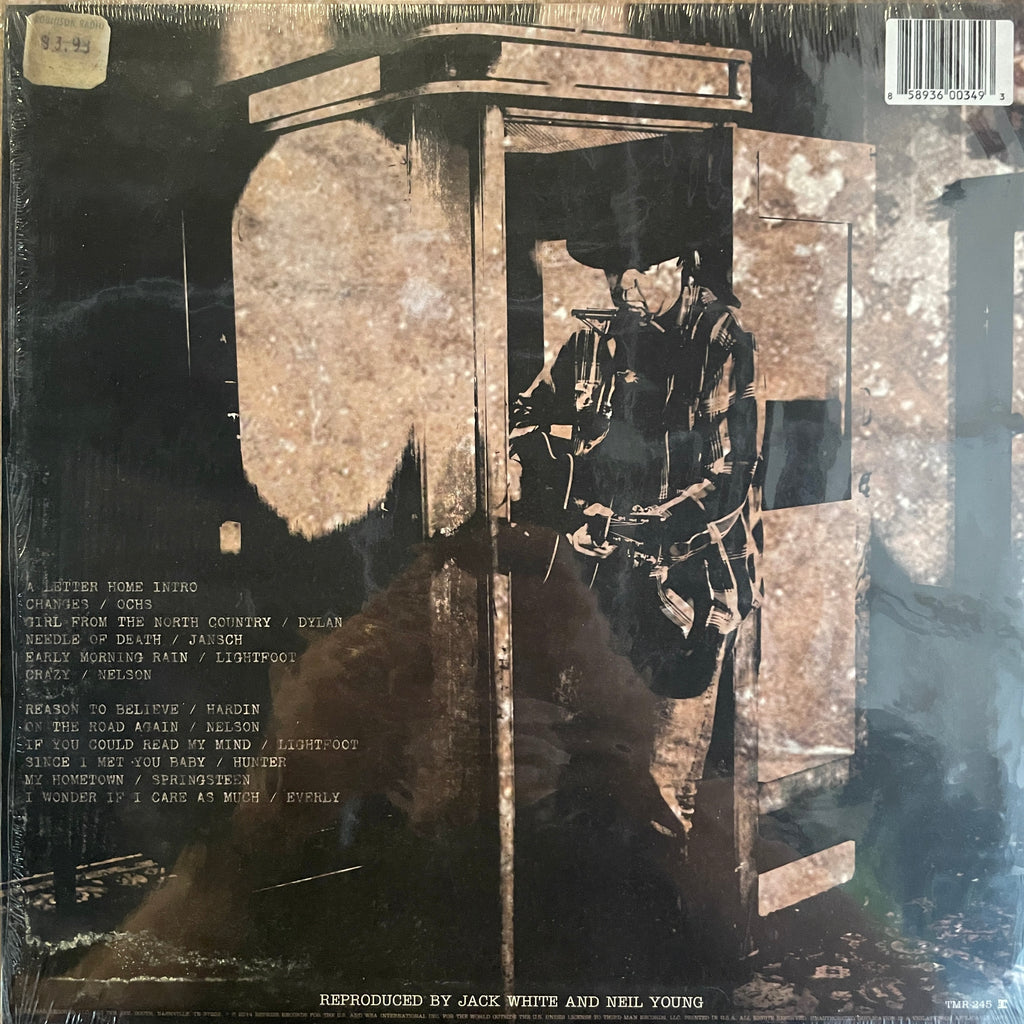 ROBINSON RADIO
$3.99
8 58936 00349 3
A LETTER HOME INTRO
CHANGES / OCHS
GIRL FROM THE NORTH COUNTRY / DYLAN
NEEDLE OF DEATH / JANSCH
EARLY MORNING RAIN / LIGHTFOOT
CRAZY / NELSON
REASON TO BELIEVE / HARDIN
ON THE ROAD AGAIN / NELSON
IF YOU COULD READ MY MIND / LIGHTFOOT
SINCE I MET YOU BABY / HUNTER
MY HOMETOWN / SPRINGSTEEN
I WONDER IF I CARE AS MUCH / EVERLY
REPRODUCED BY JACK WHITE AND NEIL YOUNG
TMR-245